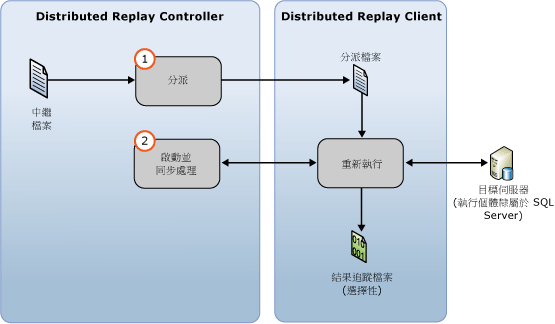 Distributed Replay Controller
Distributed Replay Client
1
分派
中繼
檔案
分派檔案
2
啟動並
同步處理
重新執行
目標伺服器
(執行個體隸屬於 SQL
Server)
010
001
結果追蹤檔案
(選擇性)